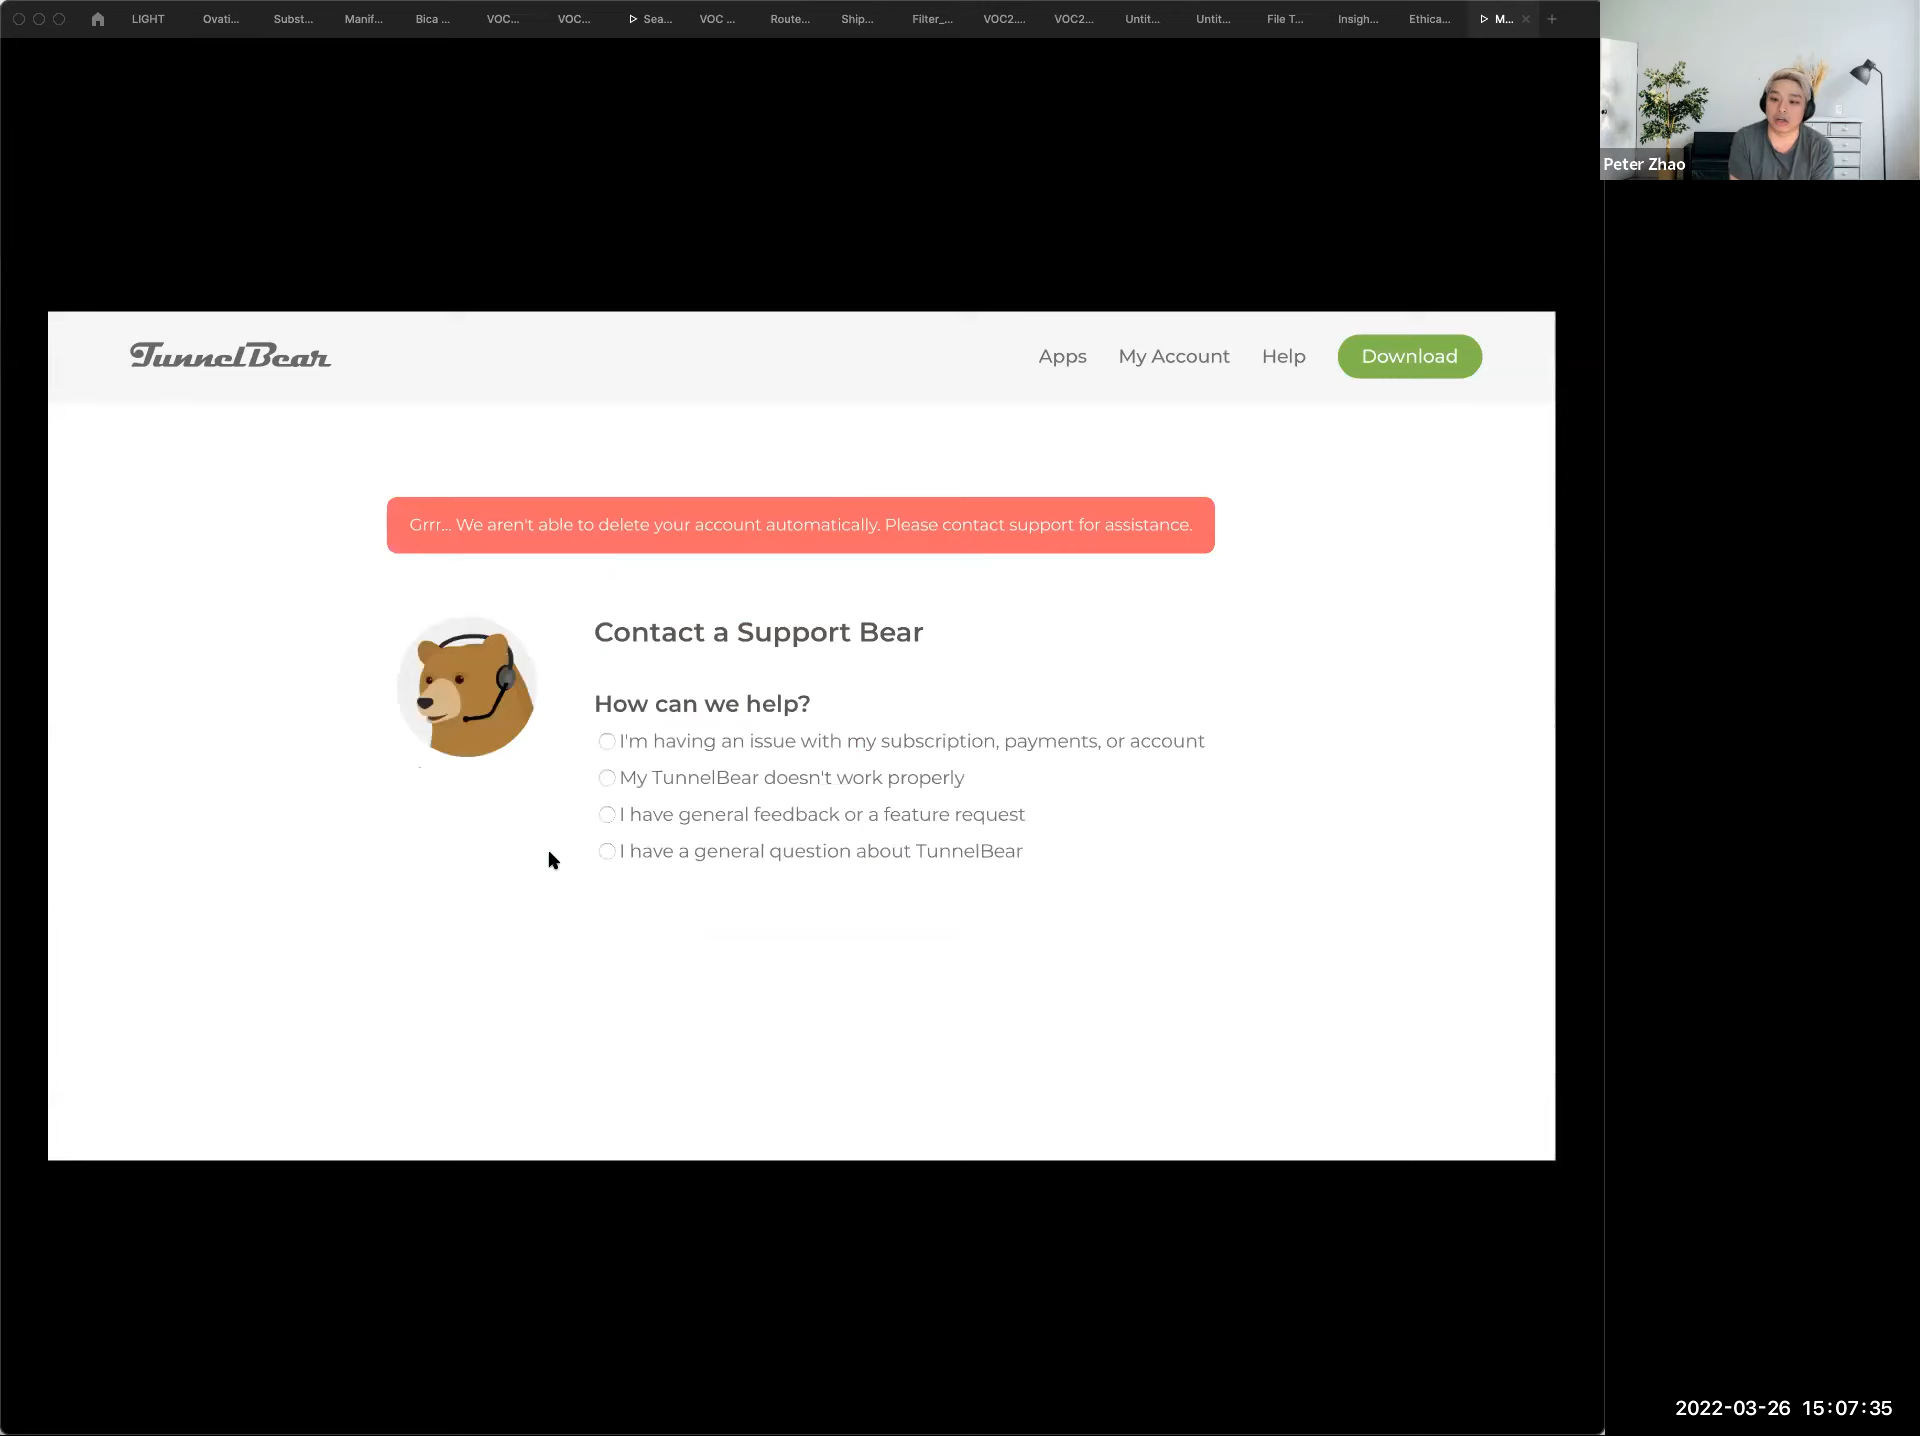 LIGHT Ovati... Subst... Manif... Bica ... VOC... VOC... Sea... VOC ... Route... Ship... Filter_... VOC2.... VOC2... Untit... Untit... File T... Insigh... Ethica... M...
Peter Zhao
TunnelBear Apps My Account Help Download
Grrr... We aren't able to delete your account automatically. Please contact support for assistance.
Contact a Support Bear
How can we help?
I'm having an issue with my subscription, payments, or account
My TunnelBear doesn't work properly
I have general feedback or a feature request
I have a general question about TunnelBear
2022-03-26 15:07:35